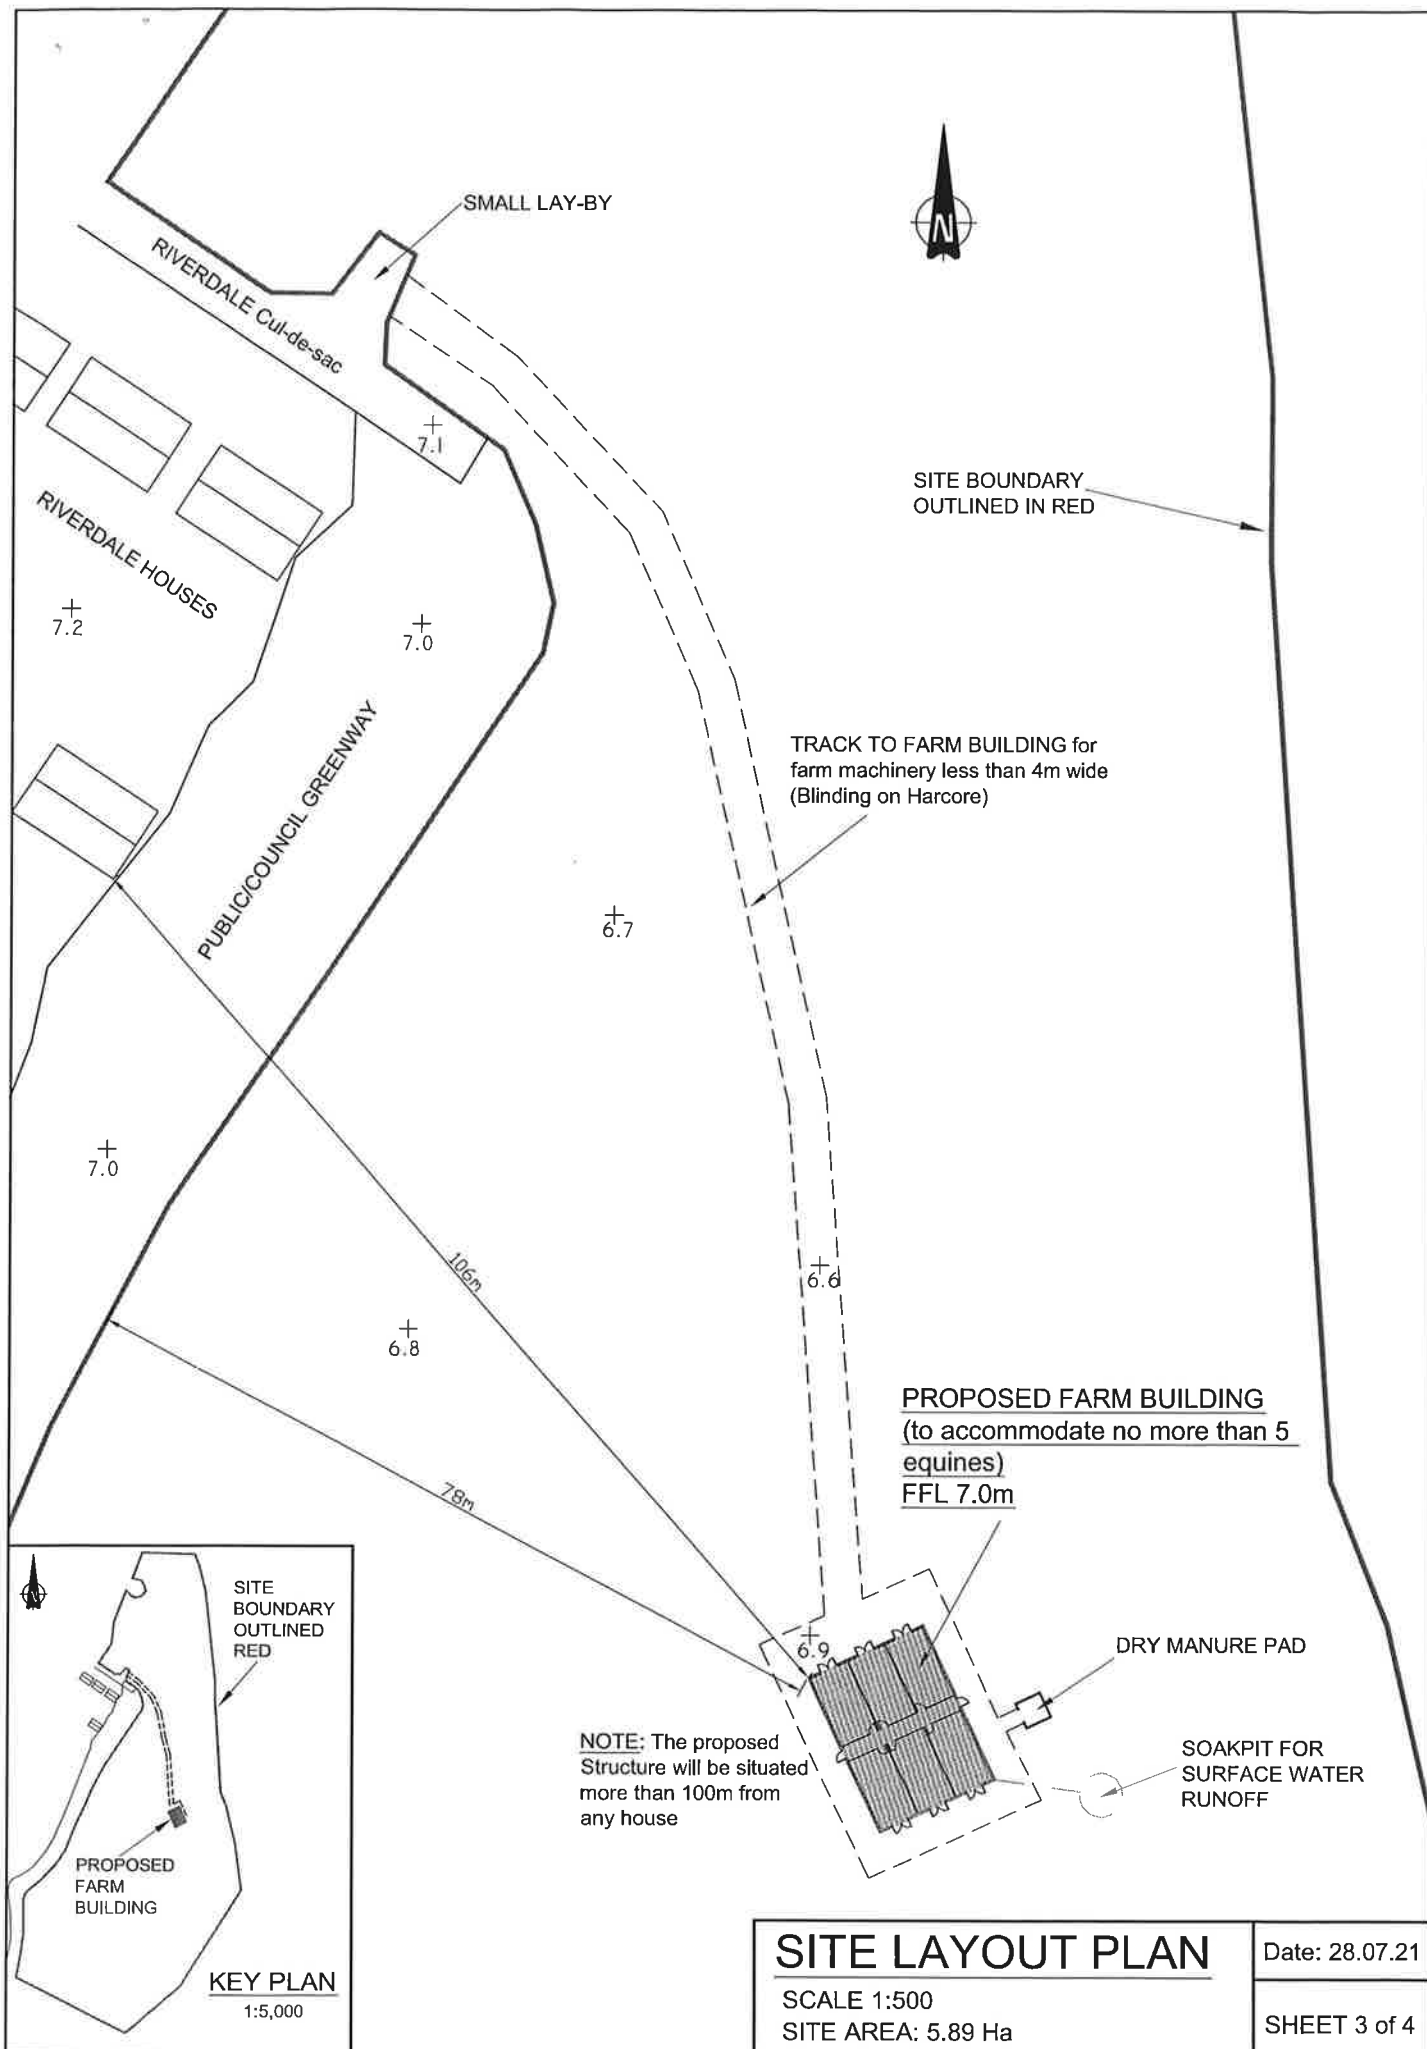 SMALL LAY-BY
N
RIVERDALE Cul-de-sac
7.1
SITE BOUNDARY
OUTLINED IN RED
RIVERDALE HOUSES
7.2
7.0
PUBLIC/COUNCIL GREENWAY
TRACK TO FARM BUILDING for
farm machinery less than 4m wide
(Blinding on Harcore)
6.7
7.0
106m
6.6
6.8
78m
PROPOSED FARM BUILDING
(to accommodate no more than 5
equines)
FFL 7.0m
6.9
DRY MANURE PAD
NOTE: The proposed
Structure will be situated
more than 100m from
any house
SOAKPIT FOR
SURFACE WATER
RUNOFF
N
SITE
BOUNDARY
OUTLINED
RED
PROPOSED
FARM
BUILDING
KEY PLAN
1:5,000
SITE LAYOUT PLAN
SCALE 1:500
SITE AREA: 5.89 Ha
Date: 28.07.21
SHEET 3 of 4